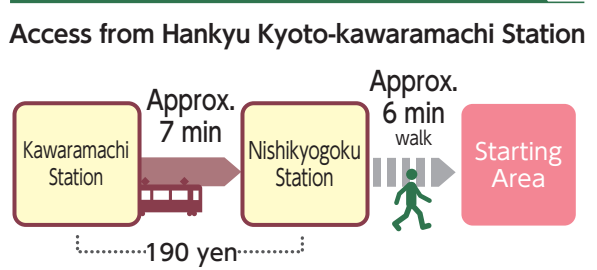 Access from Hankyu Kyoto-kawaramachi Station
Kawaramachi
Station
Approx.
7 min
Nishikyogoku
Station
Approx.
6 min
walk
Starting
Area
190 yen